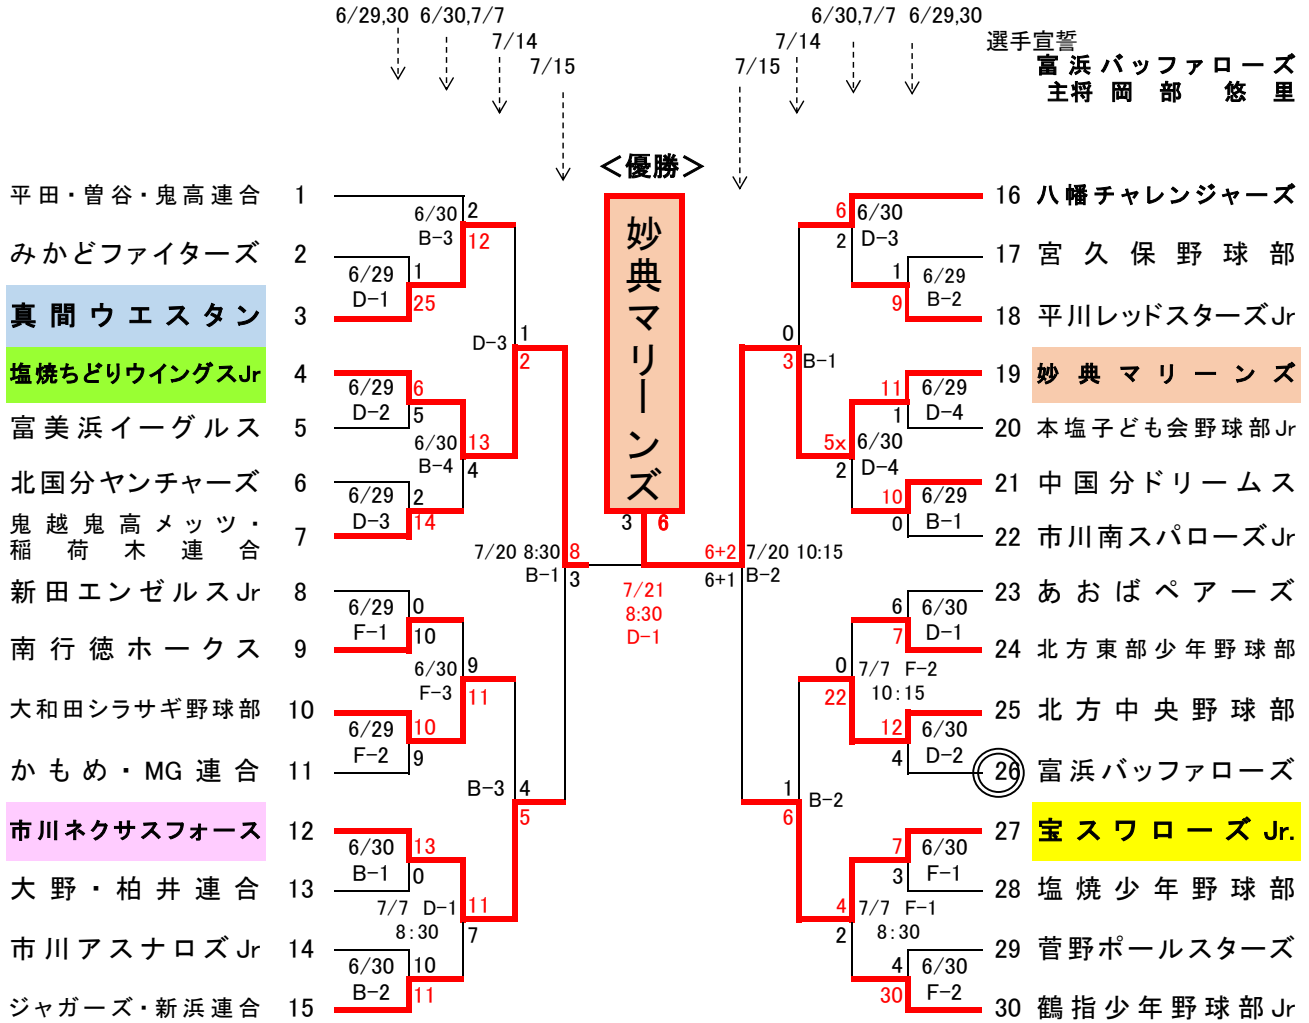 6/29,30 6/30,7/7
7/14
7/15
6/30,7/7 6/29,30
7/14
7/15
選手宣誓
富浜バッファローズ
主将 岡部 悠里
<優勝>
妙典マリーンズ
3 6
7/21
8:30
D-1
平田・曽谷・鬼高連合 1
みかどファイターズ 2
真間ウエスタン 3
塩焼ちどりウイングスJr 4
富美浜イーグルス 5
北国分ヤンチャーズ 6
鬼越鬼高メッツ・
稲荷木連合 7
新田エンゼルスJr 8
南行徳ホークス 9
大和田シラサギ野球部 10
かもめ・MG連合 11
市川ネクサスフォース 12
大野・柏井連合 13
市川アスナロズJr 14
ジャガーズ・新浜連合 15
6/30 2
B-3 12
6/29 1
D-1 25
D-3 1
2
6/29 6
D-2 5
6/30 13
B-4 4
6/29 2
D-3 14
7/20 8:30 8
B-1 3
6/29 0
F-1 10
6/30 9
F-3 11
6/29 10
F-2 9
B-3 4
5
6/30 13
B-1 0
7/7 D-1 11
8:30 7
6/30 10
B-2 11
16 八幡チャレンジャーズ
17 宮久保野球部
18 平川レッドスターズJr
19 妙典マリーンズ
20 本塩子ども会野球部Jr
21 中国分ドリームス
22 市川南スパローズJr
23 あおばペアーズ
24 北方東部少年野球部
25 北方中央野球部
26 富浜バッファローズ
27 宝スワローズJr.
28 塩焼少年野球部
29 菅野ポールスターズ
30 鶴指少年野球部Jr
6 6/30
2 D-3
1 6/29
9 B-2
0
3 B-1
11 6/29
1 D-4
5x 6/30
2 D-4
10 6/29
0 B-1
6+2 7/20 10:15
6+1 B-2
6 6/30
7 D-1
0 7/7 F-2
22 10:15
12 6/30
4 D-2
1 B-2
6
7 6/30
3 F-1
4 7/7 F-1
2 8:30
4 6/30
30 F-2